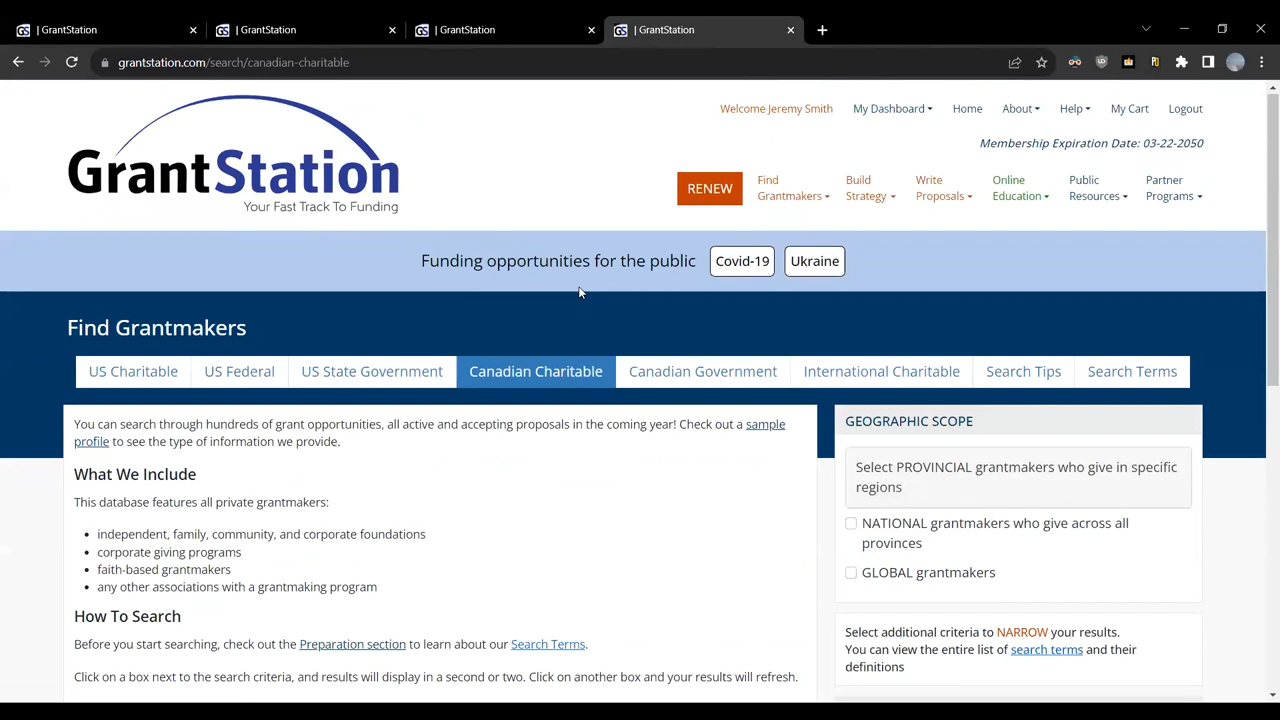 | GrantStation
| GrantStation
| GrantStation
| GrantStation
grantstation.com/search/canadian-charitable
Welcome Jeremy Smith
My Dashboard
Home
About
Help
My Cart
Logout
Membership Expiration Date: 03-22-2050
GrantStation
Your Fast Track To Funding
RENEW
Find
Grantmakers
Build
Strategy
Write
Proposals
Online
Education
Public
Resources
Partner
Programs
Funding opportunities for the public
Covid-19
Ukraine
Find Grantmakers
US Charitable
US Federal
US State Government
Canadian Charitable
Canadian Government
International Charitable
Search Tips
Search Terms
You can search through hundreds of grant opportunities, all active and accepting proposals in the coming year! Check out a sample
profile to see the type of information we provide.
What We Include
This database features all private grantmakers:
independent, family, community, and corporate foundations
corporate giving programs
faith-based grantmakers
any other associations with a grantmaking program
How To Search
Before you start searching, check out the Preparation section to learn about our Search Terms.
Click on a box next to the search criteria, and results will display in a second or two. Click on another box and your results will refresh.
GEOGRAPHIC SCOPE
Select PROVINCIAL grantmakers who give in specific
regions
NATIONAL grantmakers who give across all
provinces
GLOBAL grantmakers
Select additional criteria to NARROW your results.
You can view the entire list of search terms and their
definitions